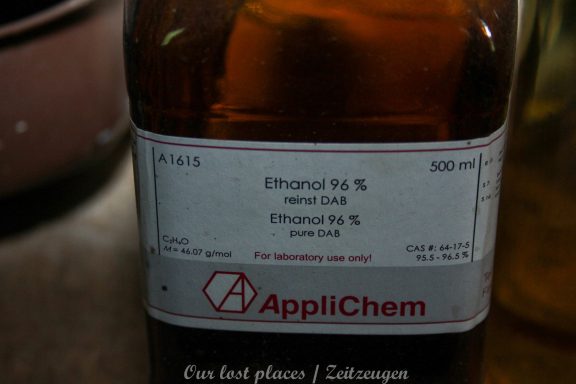 A1615
500 ml
Ethanol 96 %
reinst DAB
Ethanol 96 %
pure DAB
C₂H₆O
M = 46.07 g/mol
For laboratory use only!
CAS #: 64-17-5
95.5 - 96.5 %
AppliChem
Our lost places / Zeitzeugen